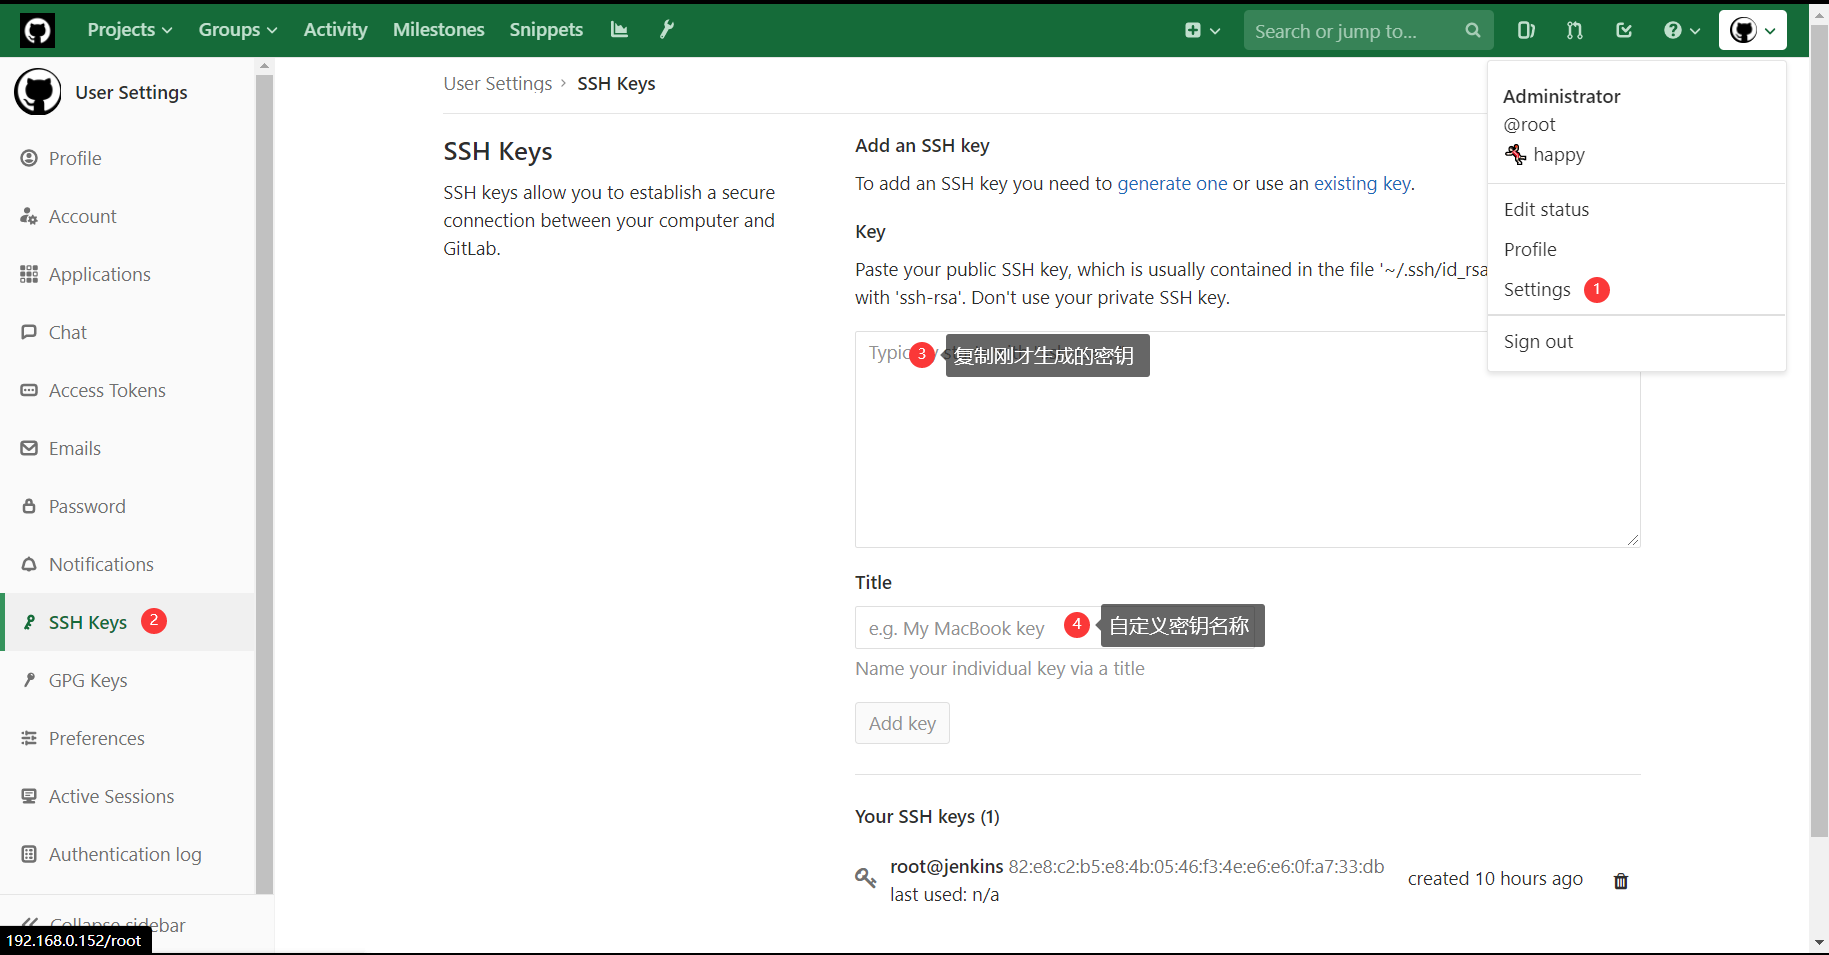 Projects Groups Activity Milestones Snippets Search or jump to...
User Settings
Profile
Account
Applications
Chat
Access Tokens
Emails
Password
Notifications
SSH Keys 2
GPG Keys
Preferences
Active Sessions
Authentication log
Collapse sidebar
192.168.0.152/root
User Settings › SSH Keys
SSH Keys
SSH keys allow you to establish a secure
connection between your computer and
GitLab.
Add an SSH key
To add an SSH key you need to generate one or use an existing key.
Key
Paste your public SSH key, which is usually contained in the file '~/.ssh/id_rsa
with 'ssh-rsa'. Don't use your private SSH key.
3 复制刚才生成的密钥
Title
e.g. My MacBook key 4 自定义密钥名称
Name your individual key via a title
Add key
Your SSH keys (1)
root@jenkins 82:e8:c2:b5:e8:4b:05:46:f3:4e:e6:e6:0f:a7:33:db
last used: n/a
created 10 hours ago
Administrator
@root
happy
Edit status
Profile
Settings 1
Sign out